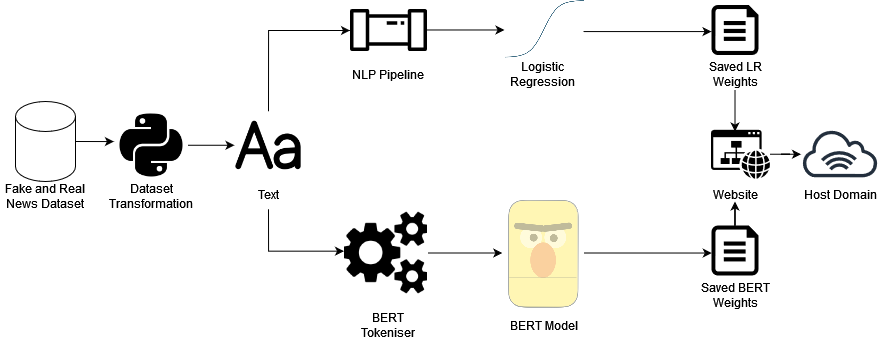 NLP Pipeline
Logistic
Regression
Saved LR
Weights
Fake and Real
News Dataset
Dataset
Transformation
Aa
Text
Website
Host Domain
BERT
Tokeniser
BERT Model
Saved BERT
Weights